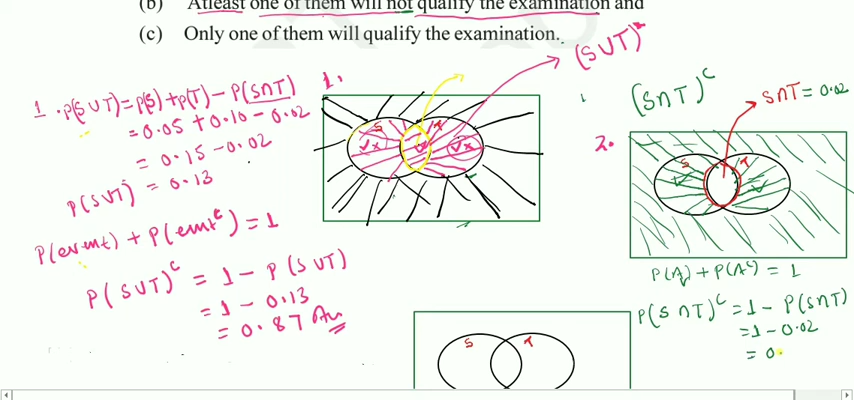 (b) Atleast one of them will not qualify the examination and
(c) Only one of them will qualify the examination.
1. P(S∪T)=P(S)+P(T)−P(S∩T)
=0.05+0.10−0.02
=0.15−0.02
P(S∪T)=0.13
P(event)+P(event^c)=1
P(S∪T)^c=1−P(S∪T)
=1−0.13
=0.87 Ans
1.
(S∪T)^c
S T
1
(S∩T)^c
S∩T=0.02
2.
S T
P(A)+P(A^c)=1
P(S∩T)^c=1−P(S∩T)
=1−0.02
=0.
S T